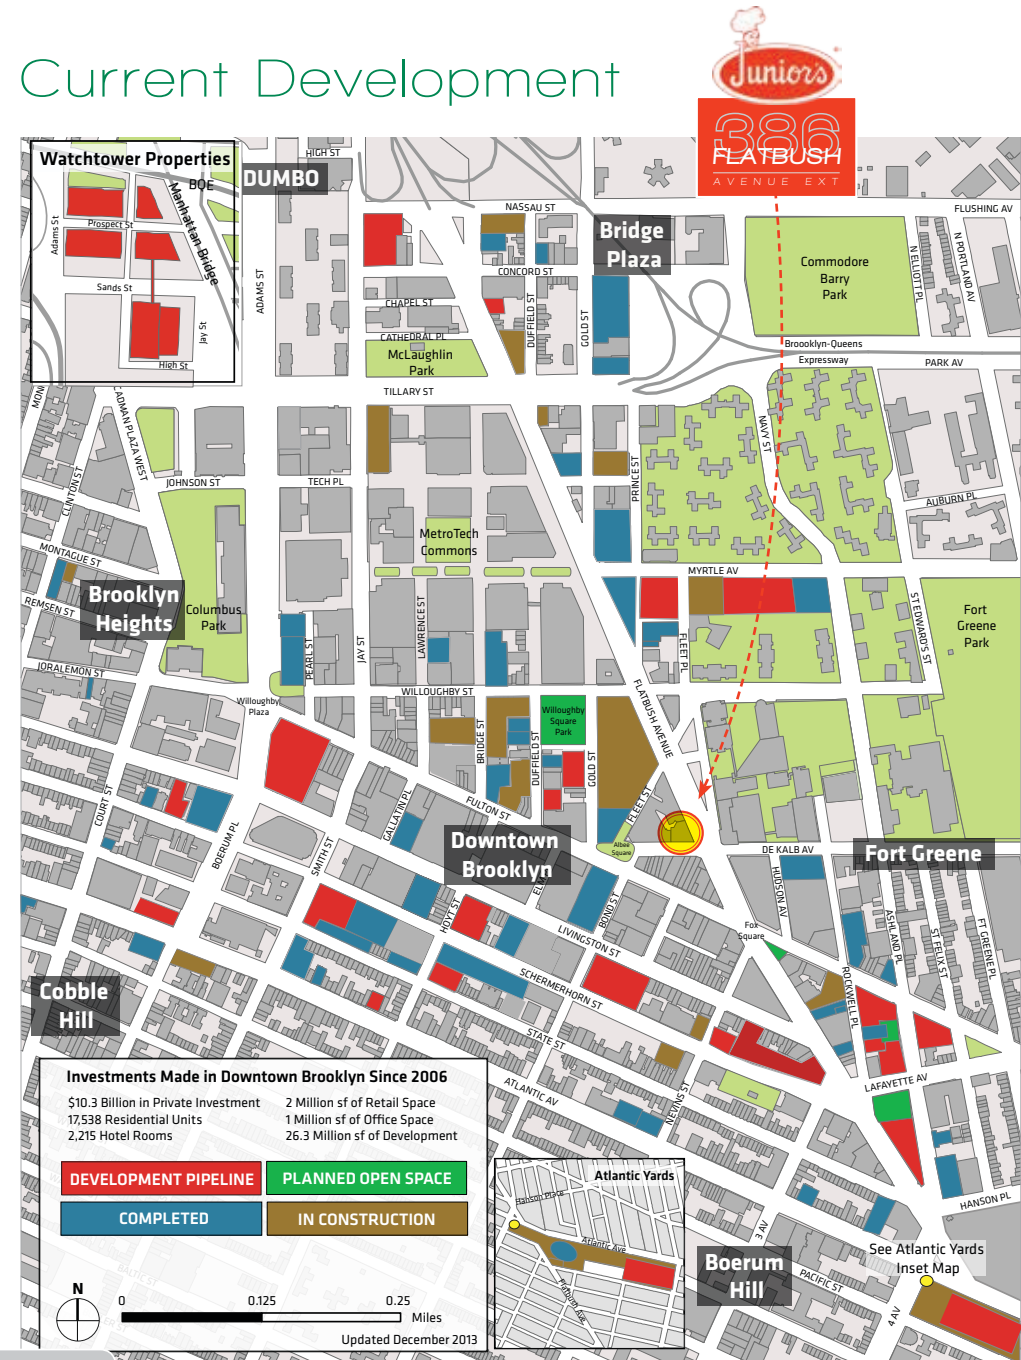 Current Development
Junior's
386
FLATBUSH
AVENUE EXT
Watchtower Properties
BQE
Manhattan Bridge
Adams St
Prospect St
Sands St
Jay St
High St
DUMBO
HIGH ST
ADAMS ST
NASSAU ST
CONCORD ST
CHAPEL ST
CATHEDRAL PL
McLaughlin
Park
DUFFIELD ST
GOLD ST
Bridge
Plaza
FLUSHING AV
Commodore
Barry
Park
N ELLIOTT PL
N PORTLAND AV
Broooklyn-Queens
Expressway
PARK AV
TILLARY ST
CADMAN PLAZA WEST
CLINTON ST
JOHNSON ST
TECH PL
PRINCE ST
NAVY ST
AUBURN PL
MetroTech
Commons
MONTAGUE ST
REMSEN ST
Brooklyn
Heights
Columbus
Park
JORALEMON ST
PEARL ST
JAY ST
LAWRENCE ST
MYRTLE AV
FLEET PL
ST EDWARD'S ST
Fort
Greene
Park
Willoughby
Plaza
WILLOUGHBY ST
BRIDGE ST
DUFFIELD ST
Willoughby
Square
Park
GOLD ST
FLATBUSH AVENUE
FLEET ST
Albee
Square
COURT ST
BOERUM PL
SMITH ST
GALLATIN PL
FULTON ST
Downtown
Brooklyn
HOYT ST
ELM
BOND ST
LIVINGSTON ST
SCHERMERHORN ST
STATE ST
ATLANTIC AV
NEVINS ST
DE KALB AV
HUDSON AV
Fort Greene
Fox
Square
ROCKWELL PL
ASHLAND PL
ST FELIX ST
FT GREENE PL
LAFAYETTE AV
HANSON PL
Cobble
Hill
Investments Made in Downtown Brooklyn Since 2006
$10.3 Billion in Private Investment
17,538 Residential Units
2,215 Hotel Rooms
2 Million sf of Retail Space
1 Million sf of Office Space
26.3 Million sf of Development
DEVELOPMENT PIPELINE
PLANNED OPEN SPACE
COMPLETED
IN CONSTRUCTION
N
0 0.125 0.25
Miles
Updated December 2013
Atlantic Yards
Hanson Place
Atlantic Ave
Flatbush Ave
Boerum
Hill
3 AV
PACIFIC ST
4 AV
See Atlantic Yards
Inset Map